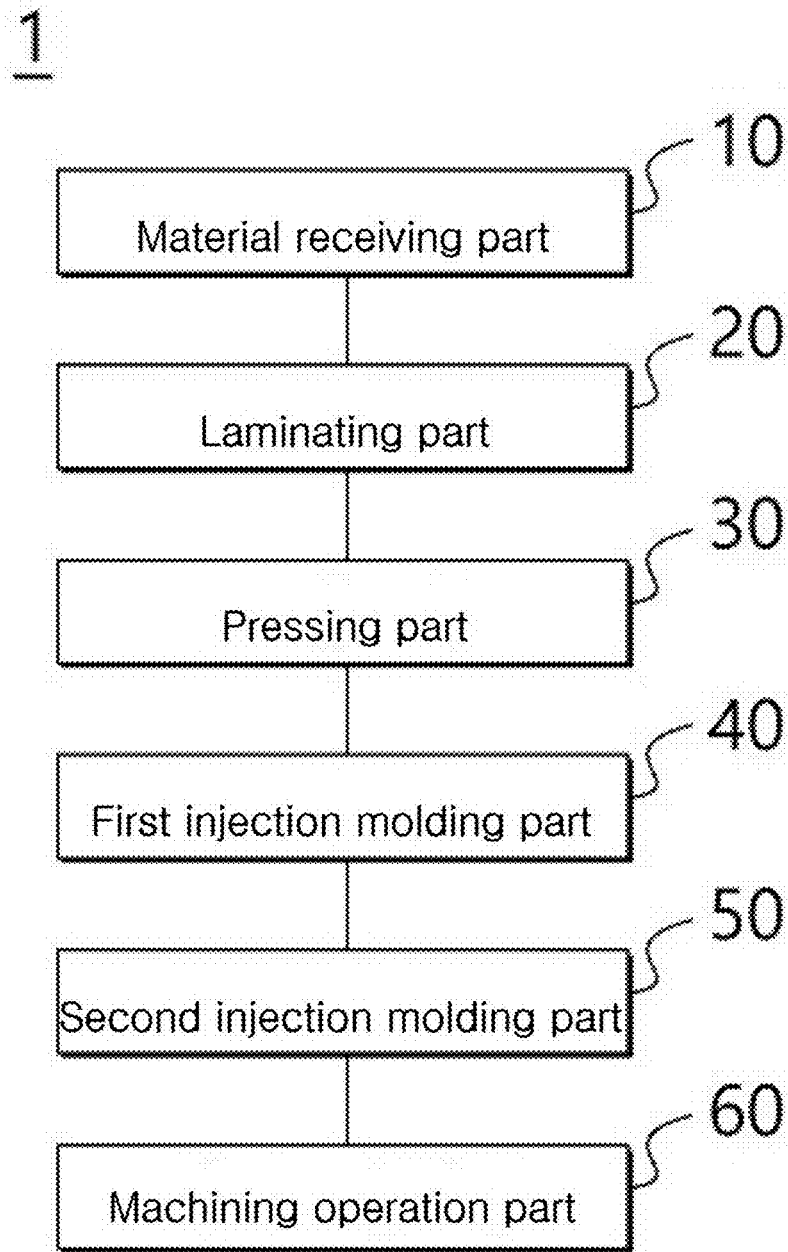 1
10
Material receiving part
20
Laminating part
30
Pressing part
40
First injection molding part
50
Second injection molding part
60
Machining operation part